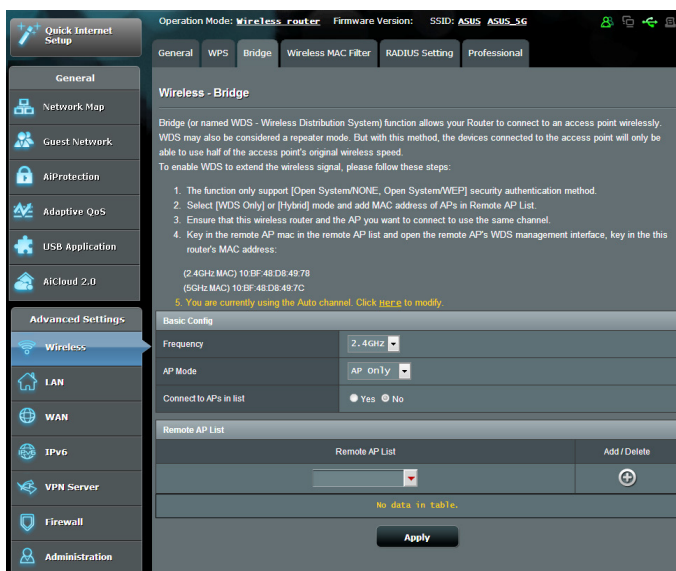 Quick Internet
Setup
Operation Mode: Wireless router Firmware Version: SSID: ASUS ASUS_5G
General WPS Bridge Wireless MAC Filter RADIUS Setting Professional
General
Network Map
Guest Network
AiProtection
Adaptive QoS
USB Application
AiCloud 2.0
Advanced Settings
Wireless
LAN
WAN
IPv6
VPN Server
Firewall
Administration
Wireless - Bridge
Bridge (or named WDS - Wireless Distribution System) function allows your Router to connect to an access point wirelessly.
WDS may also be considered a repeater mode. But with this method, the devices connected to the access point will only be
able to use half of the access point's original wireless speed.
To enable WDS to extend the wireless signal, please follow these steps:
1. The function only support [Open System/NONE, Open System/WEP] security authentication method.
2. Select [WDS Only] or [Hybrid] mode and add MAC address of APs in Remote AP List.
3. Ensure that this wireless router and the AP you want to connect to use the same channel.
4. Key in the remote AP mac in the remote AP list and open the remote AP's WDS management interface, key in the this
router's MAC address:
(2.4GHz MAC) 10:BF:48:D8:49:78
(5GHz MAC) 10:BF:48:D8:49:7C
5. You are currently using the Auto channel. Click Here to modify.
Basic Config
Frequency 2.4GHz
AP Mode AP Only
Connect to APs in list Yes No
Remote AP List
Remote AP List Add / Delete
No data in table.
Apply